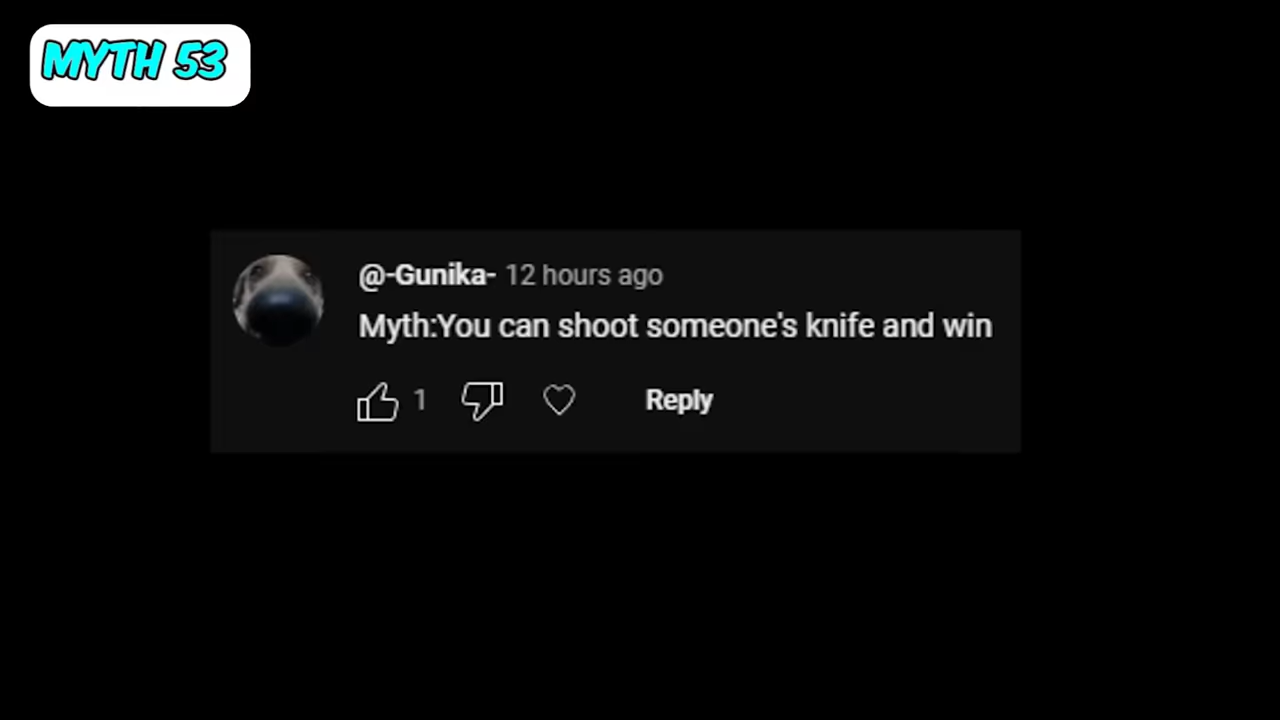 MYTH 53
@-Gunika- 12 hours ago
Myth:You can shoot someone's knife and win
1 Reply